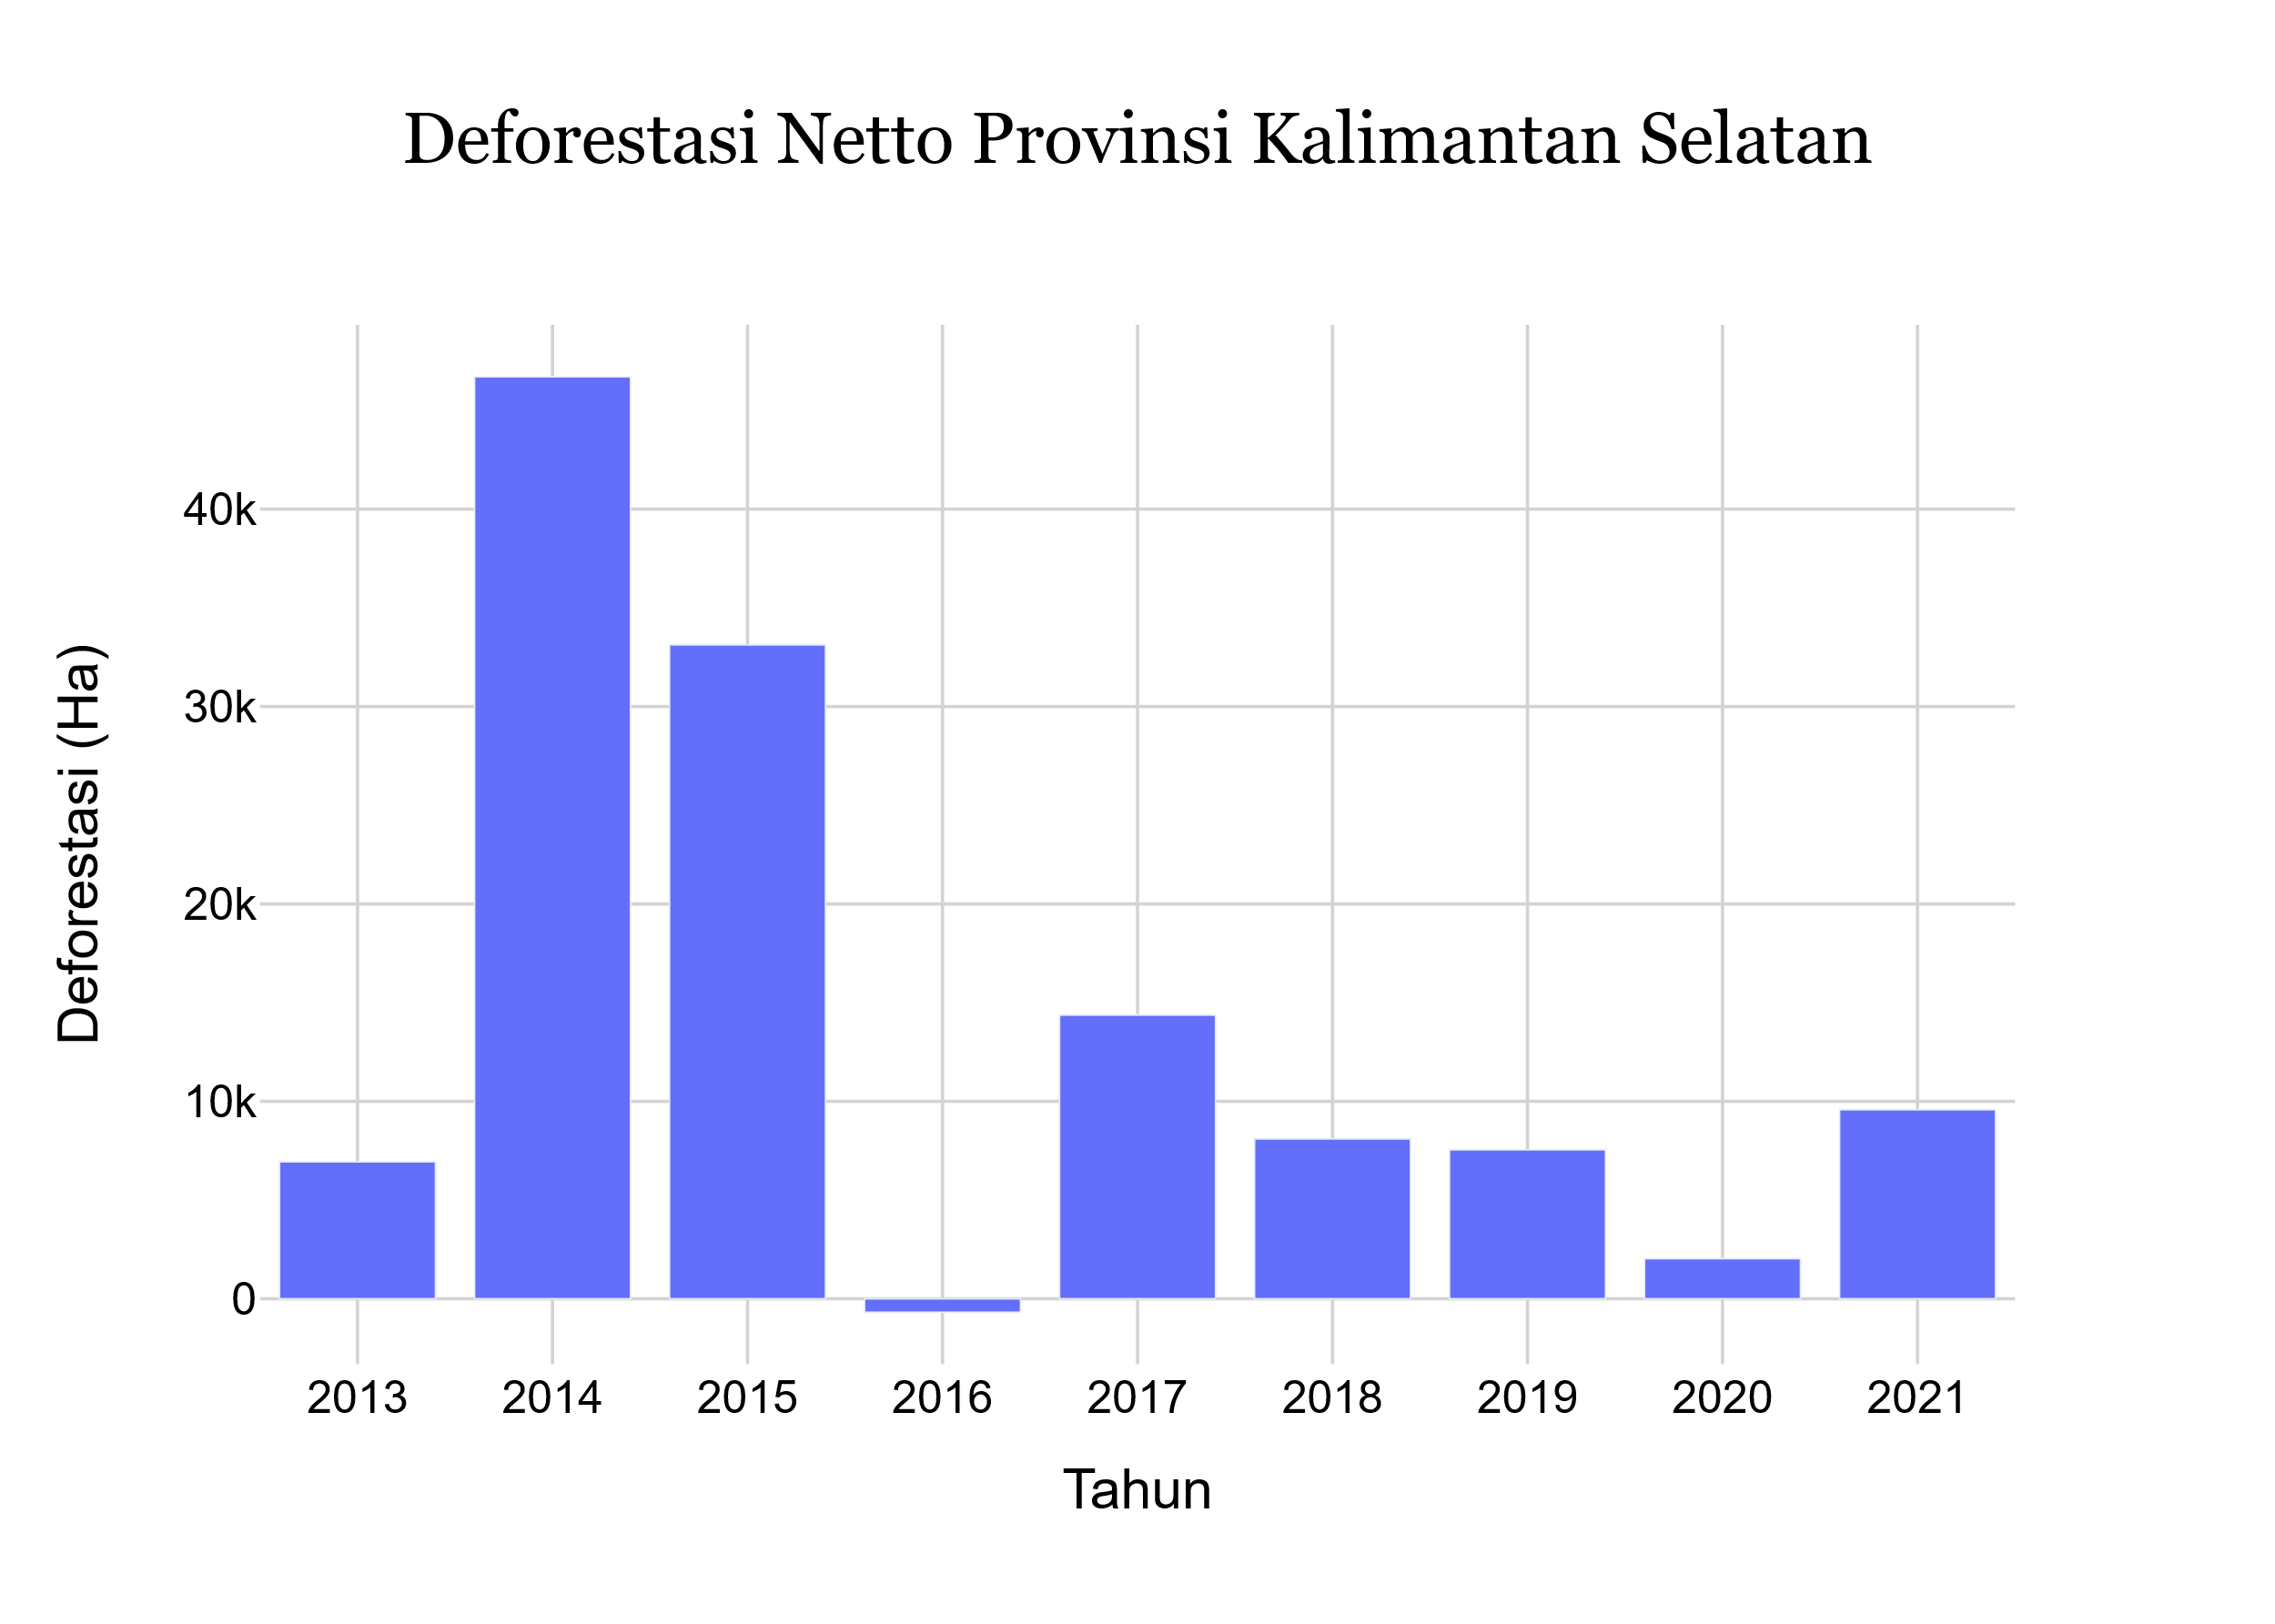 Deforestasi Netto Provinsi Kalimantan Selatan
Deforestasi (Ha)
40k
30k
20k
10k
0
2013 2014 2015 2016 2017 2018 2019 2020 2021
Tahun